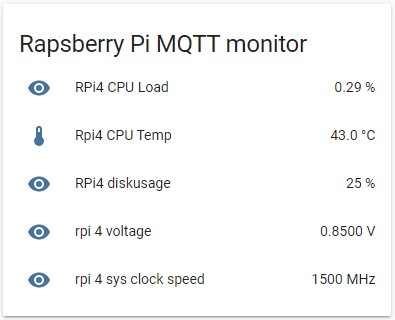 Rapsberry Pi MQTT monitor
RPi4 CPU Load 0.29 %
Rpi4 CPU Temp 43.0 °C
RPi4 diskusage 25 %
rpi 4 voltage 0.8500 V
rpi 4 sys clock speed 1500 MHz